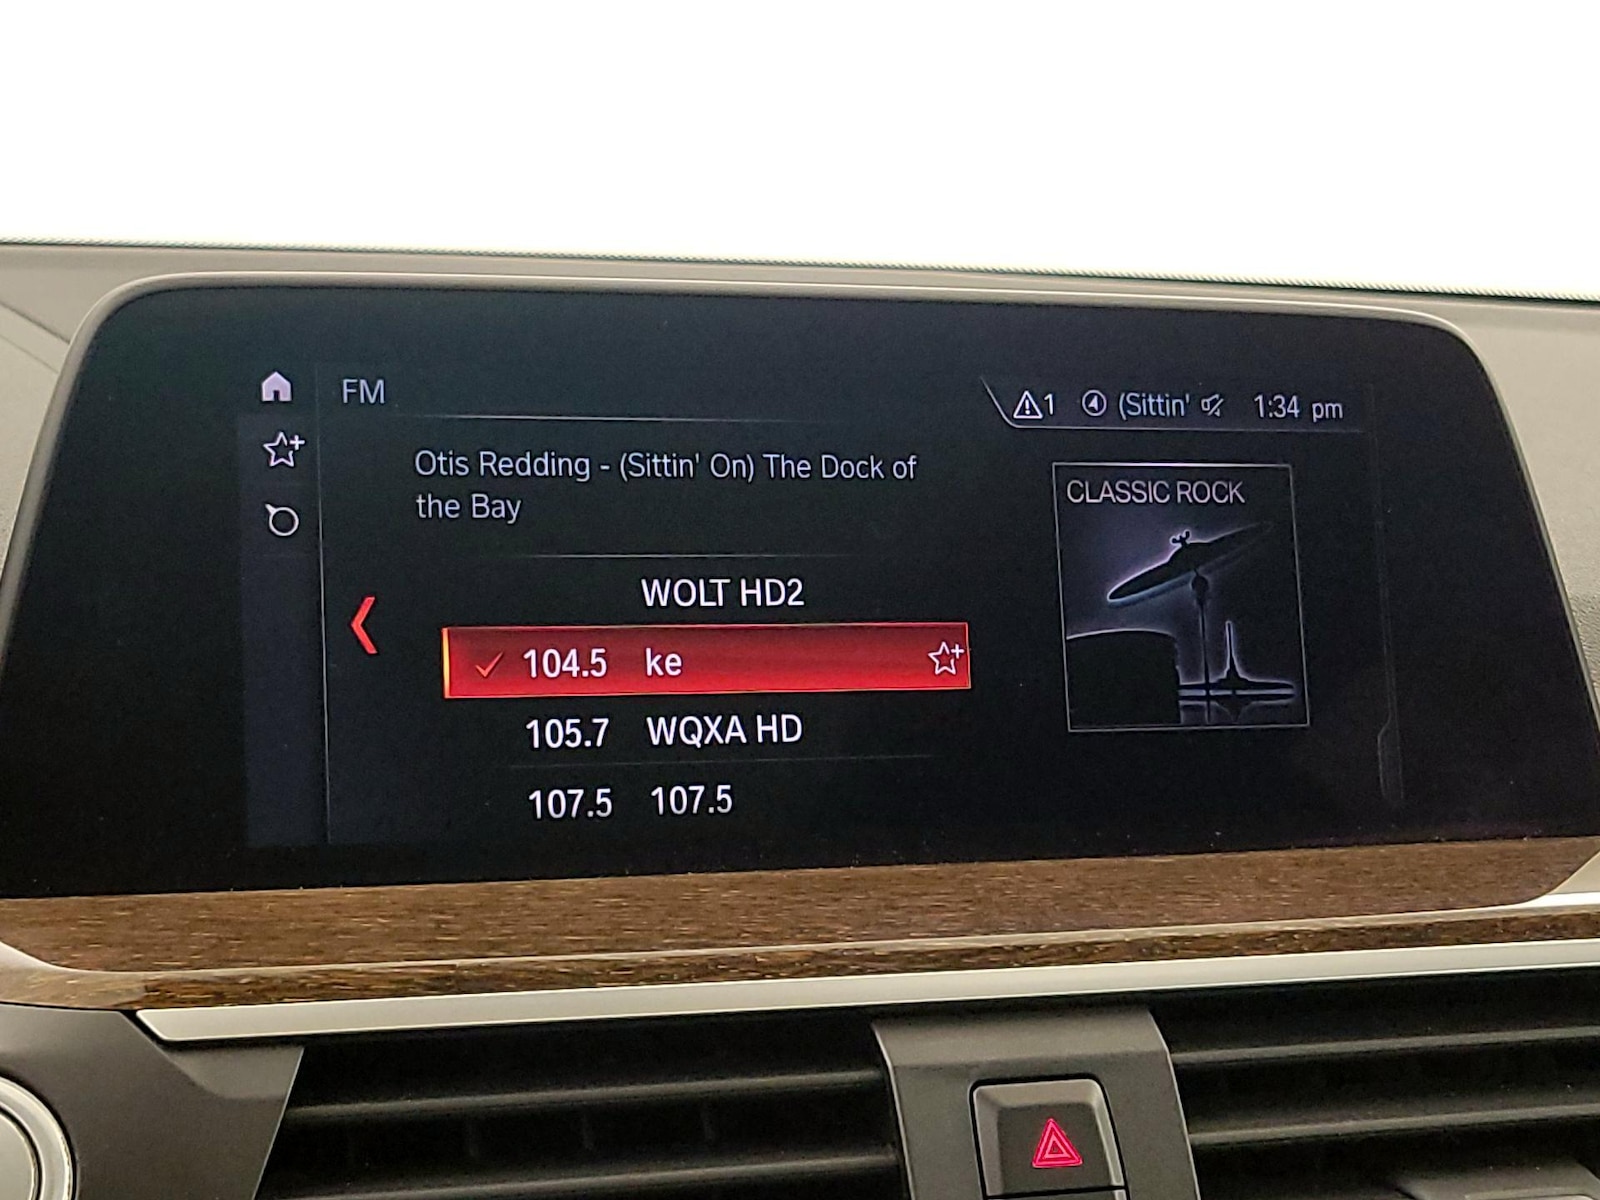 FM
1 (Sittin' 1:34 pm
Otis Redding - (Sittin' On) The Dock of
the Bay
CLASSIC ROCK
WOLT HD2
104.5 ke
105.7 WQXA HD
107.5 107.5